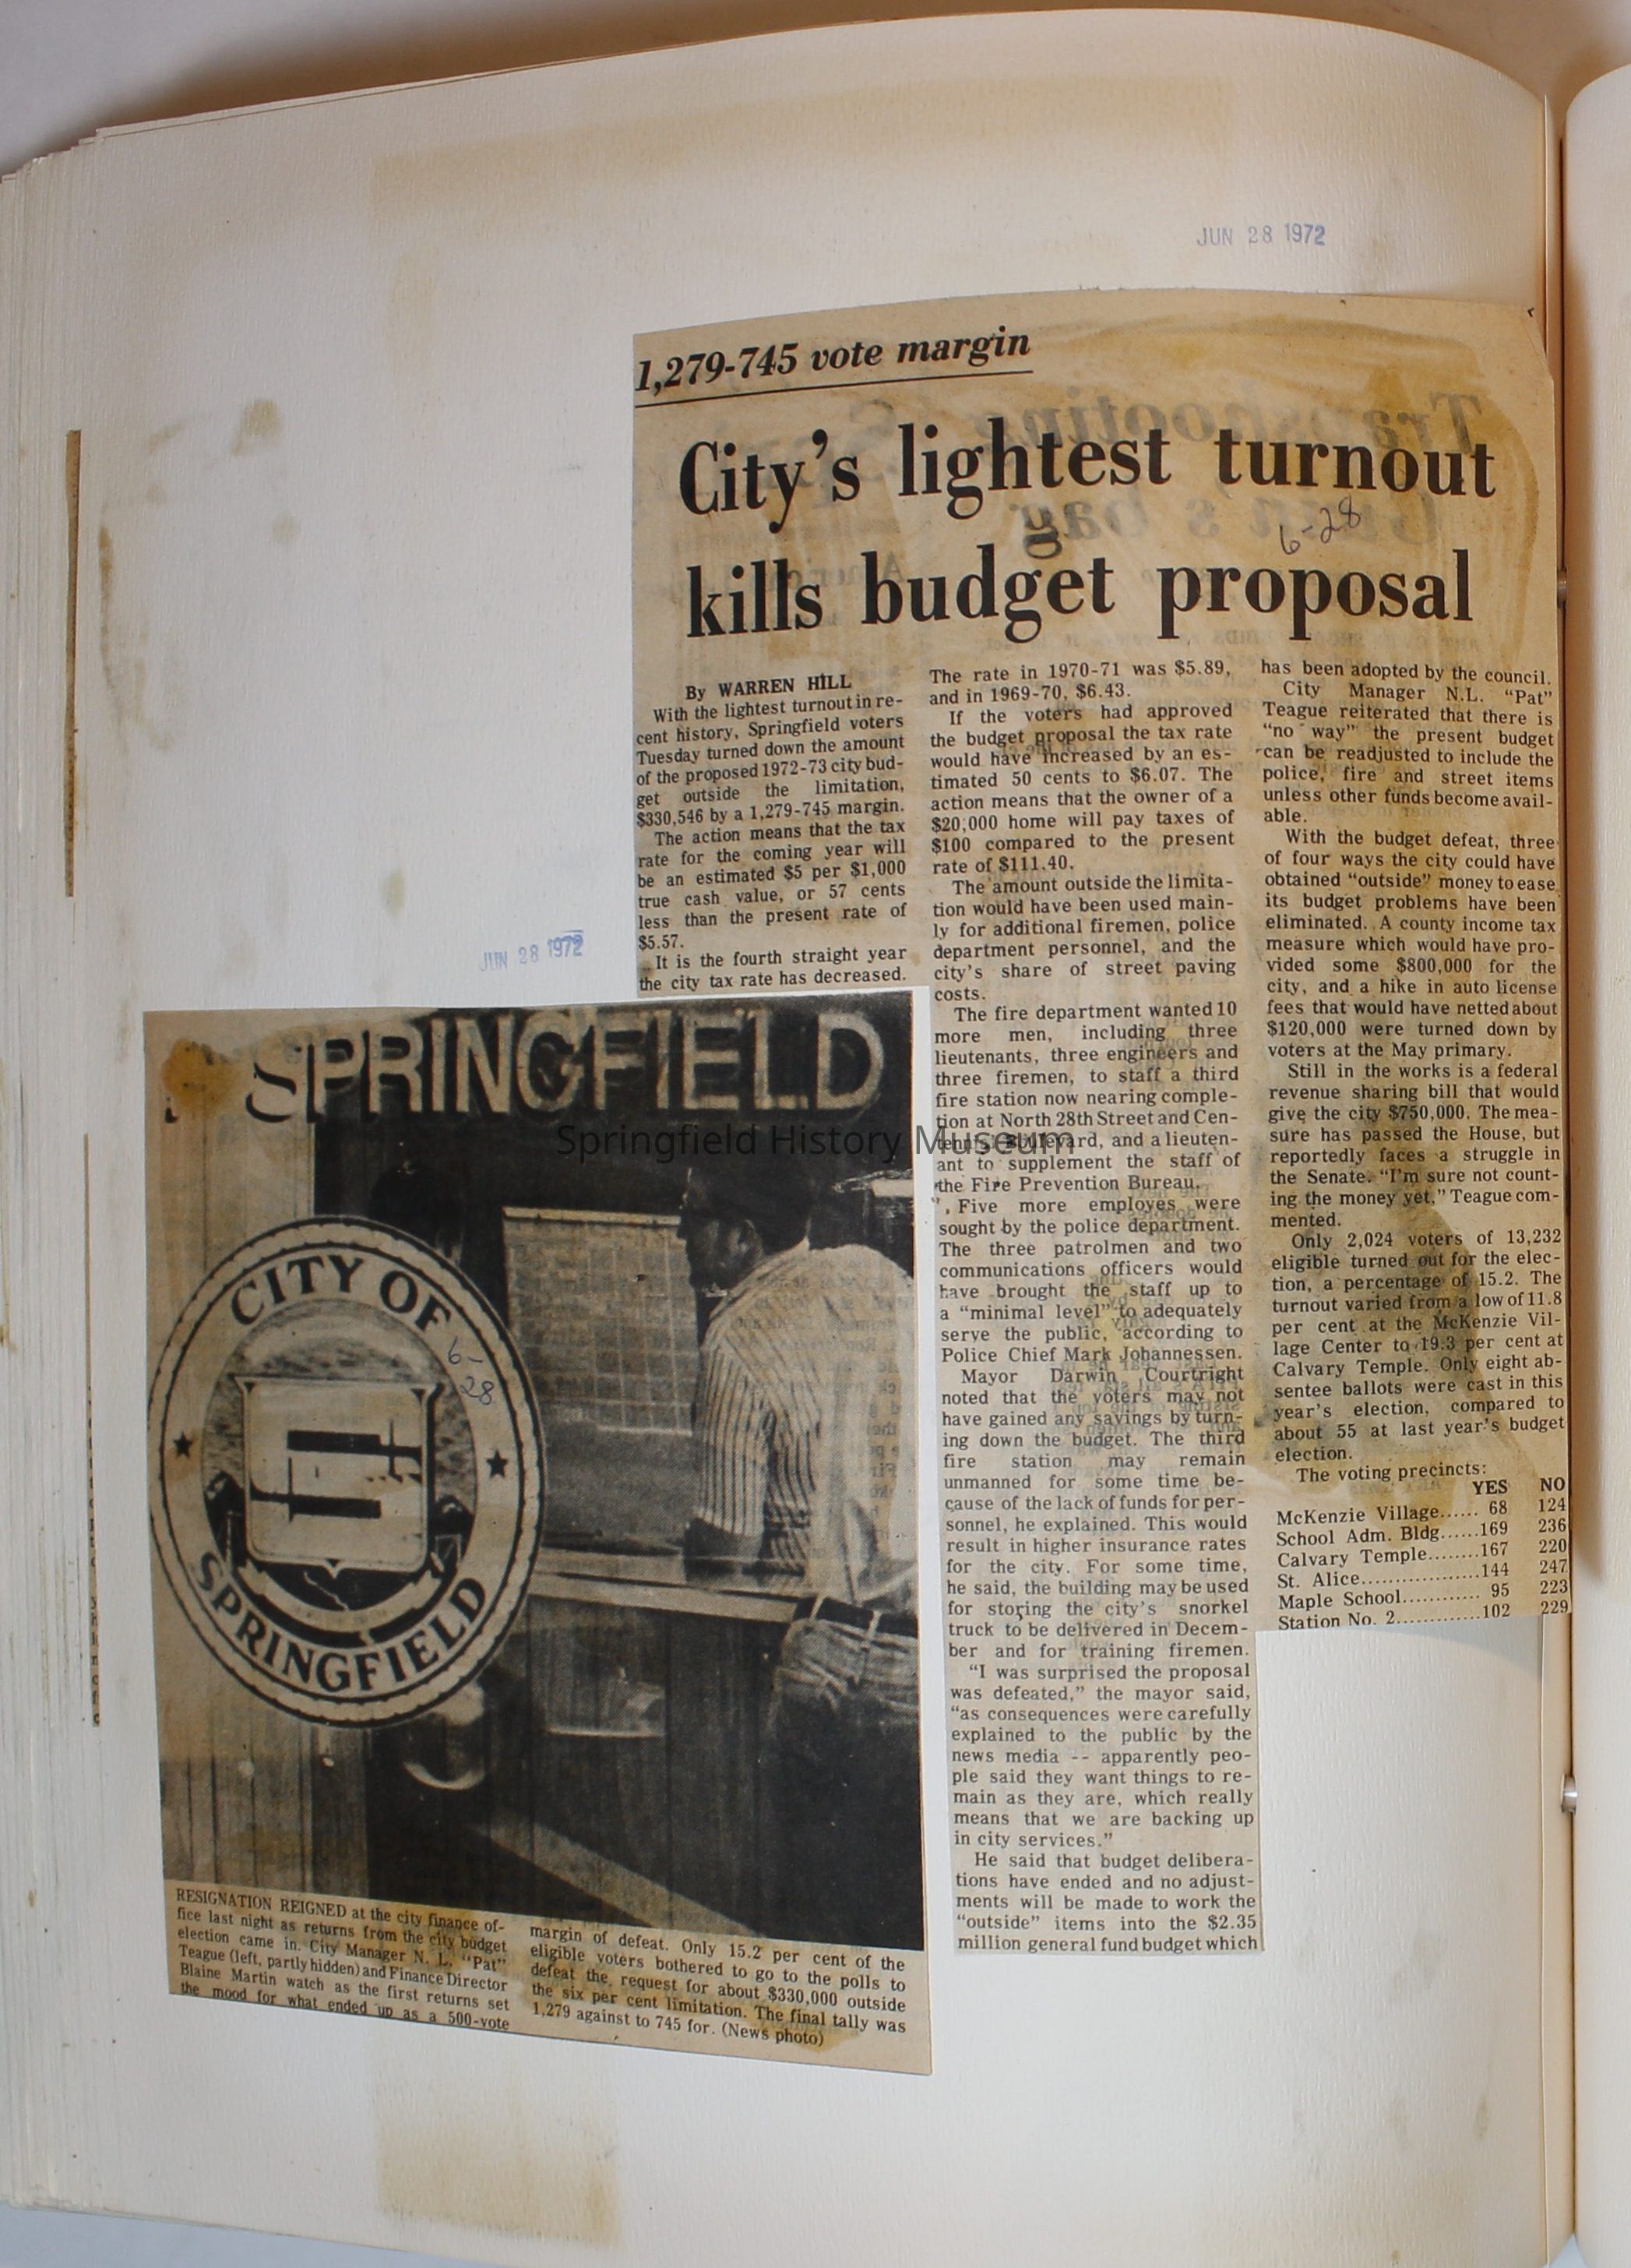 JUN 28 1972
1,279-745 vote margin
City's lightest turnout
6-28
kills budget proposal
By WARREN HILL
With the lightest turnout in re-
cent history, Springfield voters
Tuesday turned down the amount
of the proposed 1972-73 city bud-
get outside the limitation,
$330,546 by a 1,279-745 margin.
The action means that the tax
rate for the coming year will
be an estimated $5 per $1,000
true cash value, or 57 cents
less than the present rate of
$5.57.
It is the fourth straight year
the city tax rate has decreased.
The rate in 1970-71 was $5.89,
and in 1969-70, $6.43.
If the voters had approved
the budget proposal the tax rate
would have increased by an es-
timated 50 cents to $6.07. The
action means that the owner of a
$20,000 home will pay taxes of
$100 compared to the present
rate of $111.40.
The amount outside the limita-
tion would have been used main-
ly for additional firemen, police
department personnel, and the
city's share of street paving
costs.
The fire department wanted 10
more men, including three
lieutenants, three engineers and
three firemen, to staff a third
fire station now nearing comple-
tion at North 28th Street and Cen-
tennial Boulevard, and a lieuten-
ant to supplement the staff of
the Fire Prevention Bureau.
Five more employes were
sought by the police department.
The three patrolmen and two
communications officers would
have brought the staff up to
a "minimal level" to adequately
serve the public, according to
Police Chief Mark Johannessen.
Mayor Darwin Courtright
noted that the voters may not
have gained any savings by turn-
ing down the budget. The third
fire station may remain
unmanned for some time be-
cause of the lack of funds for per-
sonnel, he explained. This would
result in higher insurance rates
for the city. For some time,
he said, the building may be used
for storing the city's snorkel
truck to be delivered in Decem-
ber and for training firemen.
"I was surprised the proposal
was defeated," the mayor said,
"as consequences were carefully
explained to the public by the
news media -- apparently peo-
ple said they want things to re-
main as they are, which really
means that we are backing up
in city services."
He said that budget delibera-
tions have ended and no adjust-
ments will be made to work the
"outside" items into the $2.35
million general fund budget which
has been adopted by the council.
City Manager N.L. "Pat"
Teague reiterated that there is
"no way" the present budget
can be readjusted to include the
police, fire and street items
unless other funds become avail-
able.
With the budget defeat, three
of four ways the city could have
obtained "outside" money to ease
its budget problems have been
eliminated. A county income tax
measure which would have pro-
vided some $800,000 for the
city, and a hike in auto license
fees that would have netted about
$120,000 were turned down by
voters at the May primary.
Still in the works is a federal
revenue sharing bill that would
give the city $750,000. The mea-
sure has passed the House, but
reportedly faces a struggle in
the Senate. "I'm sure not count-
ing the money yet," Teague com-
mented.
Only 2,024 voters of 13,232
eligible turned out for the elec-
tion, a percentage of 15.2. The
turnout varied from a low of 11.8
per cent at the McKenzie Vil-
lage Center to 19.3 per cent at
Calvary Temple. Only eight ab-
sentee ballots were cast in this
year's election, compared to
about 55 at last year's budget
election.
The voting precincts:
YES NO
McKenzie Village...... 68 124
School Adm. Bldg......169 236
Calvary Temple........167 220
St. Alice..................144 247
Maple School............ 95 223
Station No. 2.............102 229
JUN 28 1972
SPRINGFIELD
CITY OF
SPRINGFIELD
6-
28
Springfield History Museum
RESIGNATION REIGNED at the city finance of-
fice last night as returns from the city budget
election came in. City Manager N. L. "Pat"
Teague (left, partly hidden) and Finance Director
Blaine Martin watch as the first returns set
the mood for what ended up as a 500-vote
margin of defeat. Only 15.2 per cent of the
eligible voters bothered to go to the polls to
defeat the request for about $330,000 outside
the six per cent limitation. The final tally was
1,279 against to 745 for. (News photo)